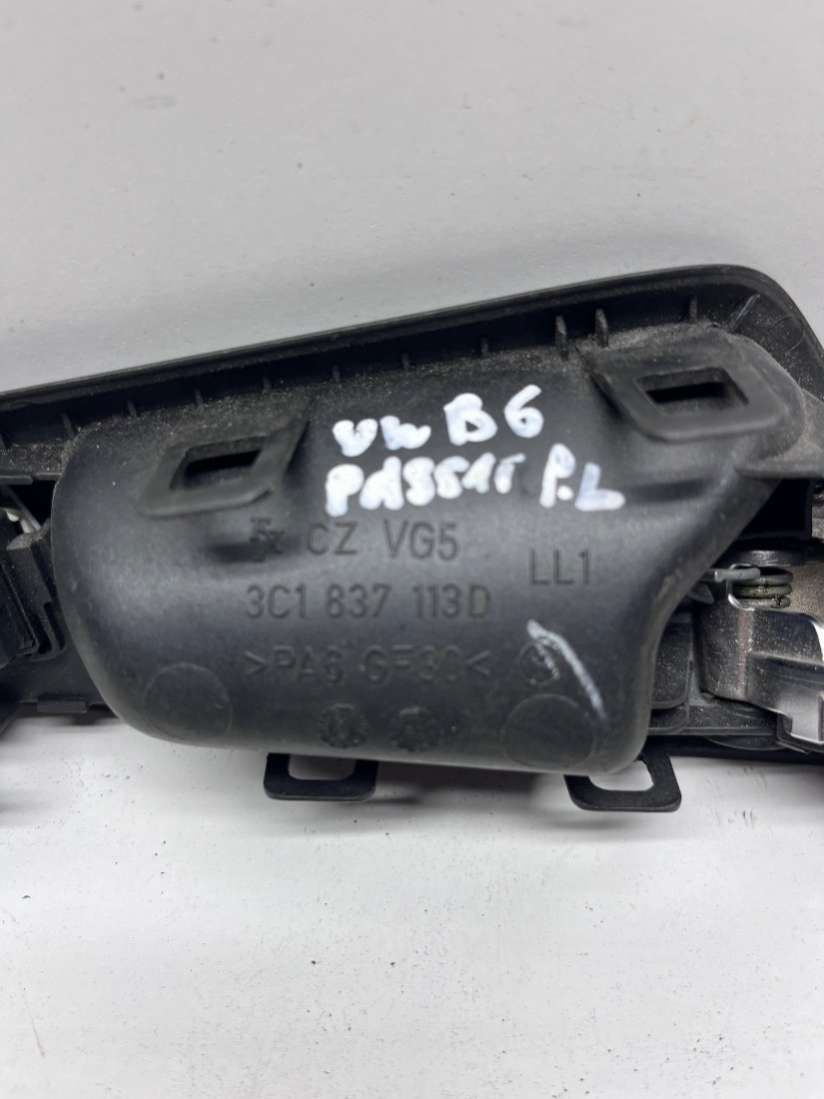 VW B6
PASSAT P.L
CZ VG5
LL1
3C1 837 113D
>PA6 GF30<